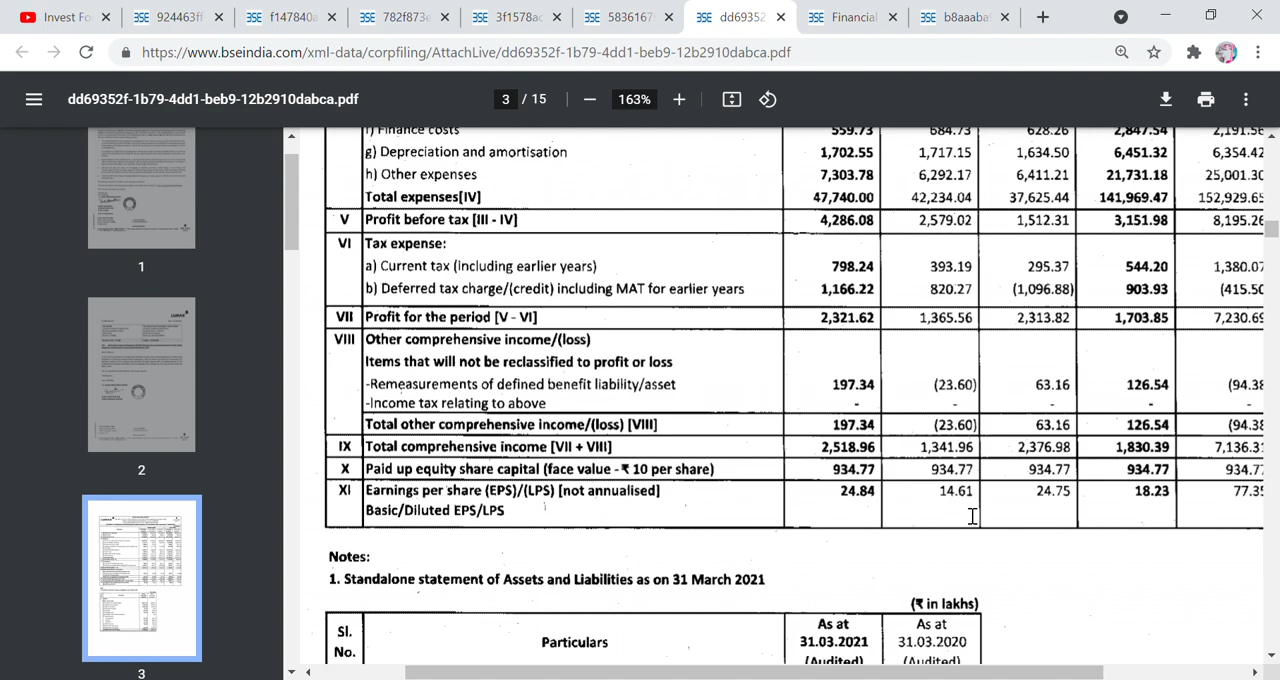 Invest Fo
924463ff
f147840a
782f873e
3f1578ac
5836167
dd69352
Financial
b8aaaba
https://www.bseindia.com/xml-data/corpfiling/AttachLive/dd69352f-1b79-4dd1-beb9-12b2910dabca.pdf
dd69352f-1b79-4dd1-beb9-12b2910dabca.pdf 3 / 15 163%
1
2
3
f) Finance costs 559.73 684.73 628.26 2,847.54 2,191.56
g) Depreciation and amortisation 1,702.55 1,717.15 1,634.50 6,451.32 6,354.42
h) Other expenses 7,303.78 6,292.17 6,411.21 21,731.18 25,001.30
Total expenses[IV] 47,740.00 42,234.04 37,625.44 141,969.47 152,929.65
V Profit before tax [III - IV] 4,286.08 2,579.02 1,512.31 3,151.98 8,195.26
VI Tax expense:
a) Current tax (including earlier years) 798.24 393.19 295.37 544.20 1,380.07
b) Deferred tax charge/(credit) including MAT for earlier years 1,166.22 820.27 (1,096.88) 903.93 (415.50
VII Profit for the period [V - VI] 2,321.62 1,365.56 2,313.82 1,703.85 7,230.69
VIII Other comprehensive income/(loss)
Items that will not be reclassified to profit or loss
-Remeasurements of defined benefit liability/asset 197.34 (23.60) 63.16 126.54 (94.38
-Income tax relating to above - - - - -
Total other comprehensive income/(loss) [VIII] 197.34 (23.60) 63.16 126.54 (94.38
IX Total comprehensive income [VII + VIII] 2,518.96 1,341.96 2,376.98 1,830.39 7,136.31
X Paid up equity share capital (face value - ₹ 10 per share) 934.77 934.77 934.77 934.77 934.77
XI Earnings per share (EPS)/(LPS) [not annualised] 24.84 14.61 24.75 18.23 77.35
Basic/Diluted EPS/LPS
Notes:
1. Standalone statement of Assets and Liabilities as on 31 March 2021
(₹ in lakhs)
Sl. No. Particulars As at 31.03.2021 (Audited) As at 31.03.2020 (Audited)